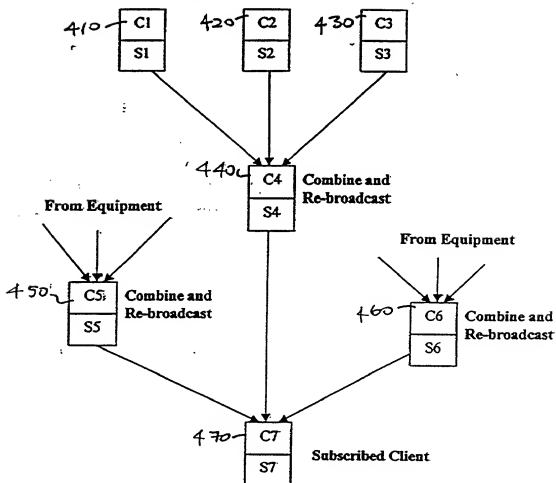 410 C1
S1
420 C2
S2
430 C3
S3
440 C4
S4
Combine and
Re-broadcast
From Equipment
450 C5
S5
Combine and
Re-broadcast
From Equipment
460 C6
S6
Combine and
Re-broadcast
470 C7
S7
Subscribed Client